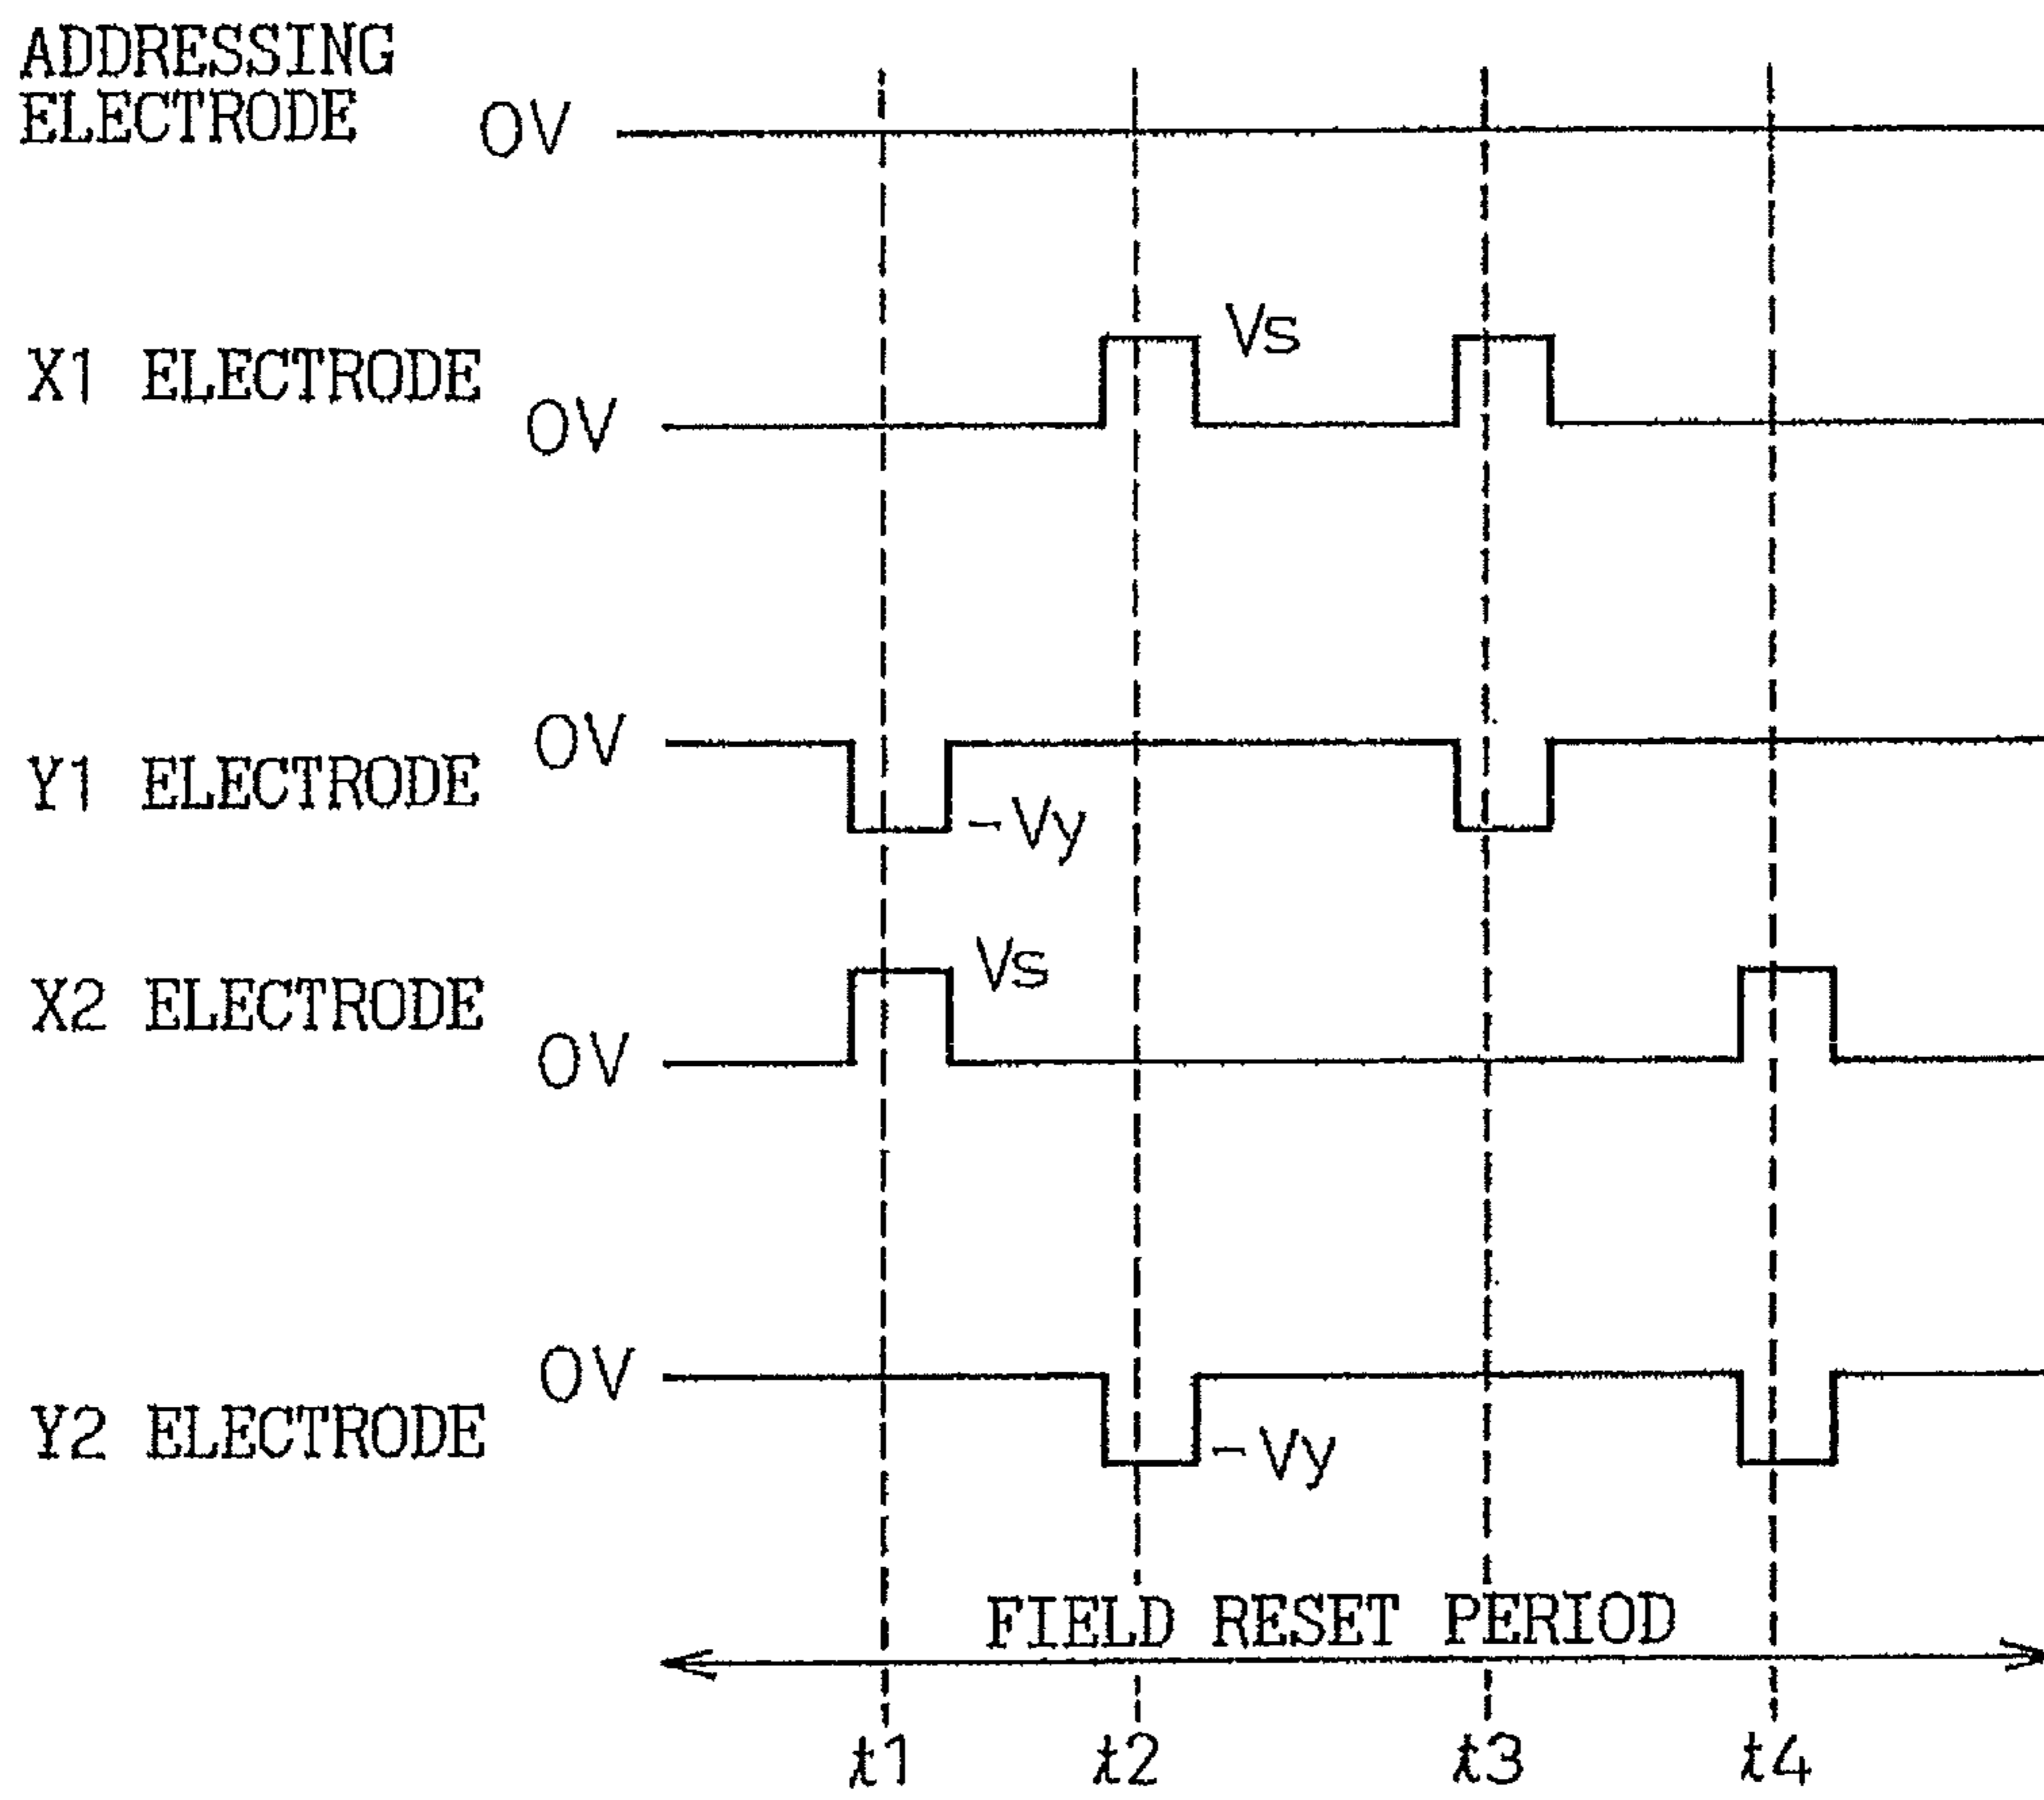 ADDRESSING
ELECTRODE
0V
X1 ELECTRODE
Vs
0V
Y1 ELECTRODE
0V
-Vy
X2 ELECTRODE
Vs
0V
Y2 ELECTRODE
0V
-Vy
FIELD RESET PERIOD
t1 t2 t3 t4